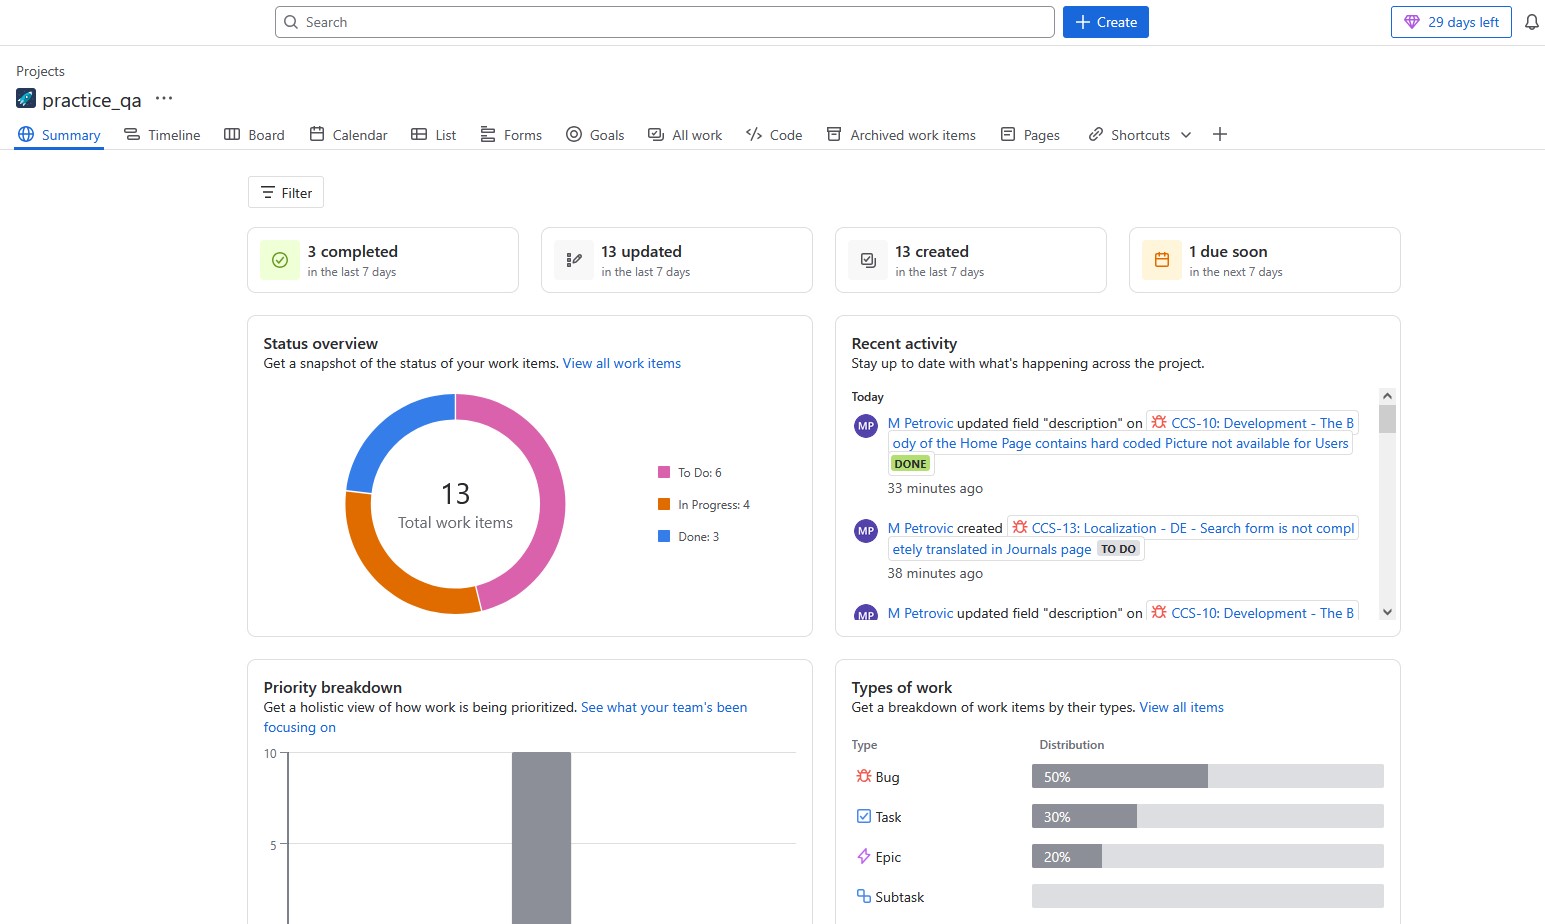 Search
Create
29 days left
Projects
practice_qa ···
Summary Timeline Board Calendar List Forms Goals All work Code Archived work items Pages Shortcuts
Filter
3 completed
in the last 7 days
13 updated
in the last 7 days
13 created
in the last 7 days
1 due soon
in the next 7 days
Status overview
Get a snapshot of the status of your work items. View all work items
13
Total work items
To Do: 6
In Progress: 4
Done: 3
Recent activity
Stay up to date with what's happening across the project.
Today
MP M Petrovic updated field "description" on CCS-10: Development - The B
ody of the Home Page contains hard coded Picture not available for Users
DONE
33 minutes ago
MP M Petrovic created CCS-13: Localization - DE - Search form is not compl
etely translated in Journals page TO DO
38 minutes ago
MP M Petrovic updated field "description" on CCS-10: Development - The B
Priority breakdown
Get a holistic view of how work is being prioritized. See what your team's been
focusing on
10
5
Types of work
Get a breakdown of work items by their types. View all items
Type Distribution
Bug 50%
Task 30%
Epic 20%
Subtask